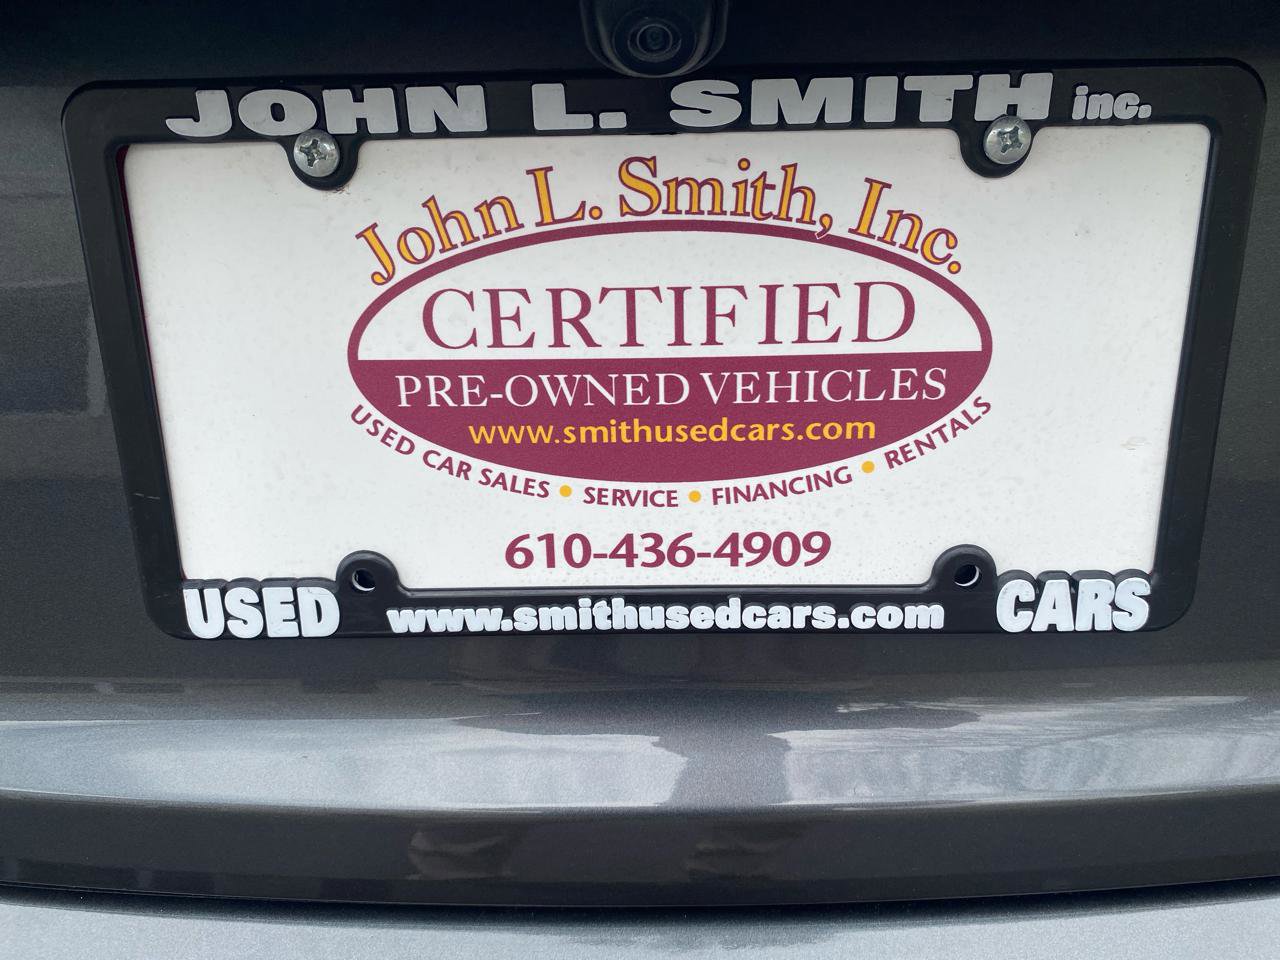 JOHN L. SMITH inc.
John L. Smith, Inc.
CERTIFIED
PRE-OWNED VEHICLES
www.smithusedcars.com
USED CAR SALES • SERVICE • FINANCING • RENTALS
610-436-4909
USED www.smithusedcars.com CARS